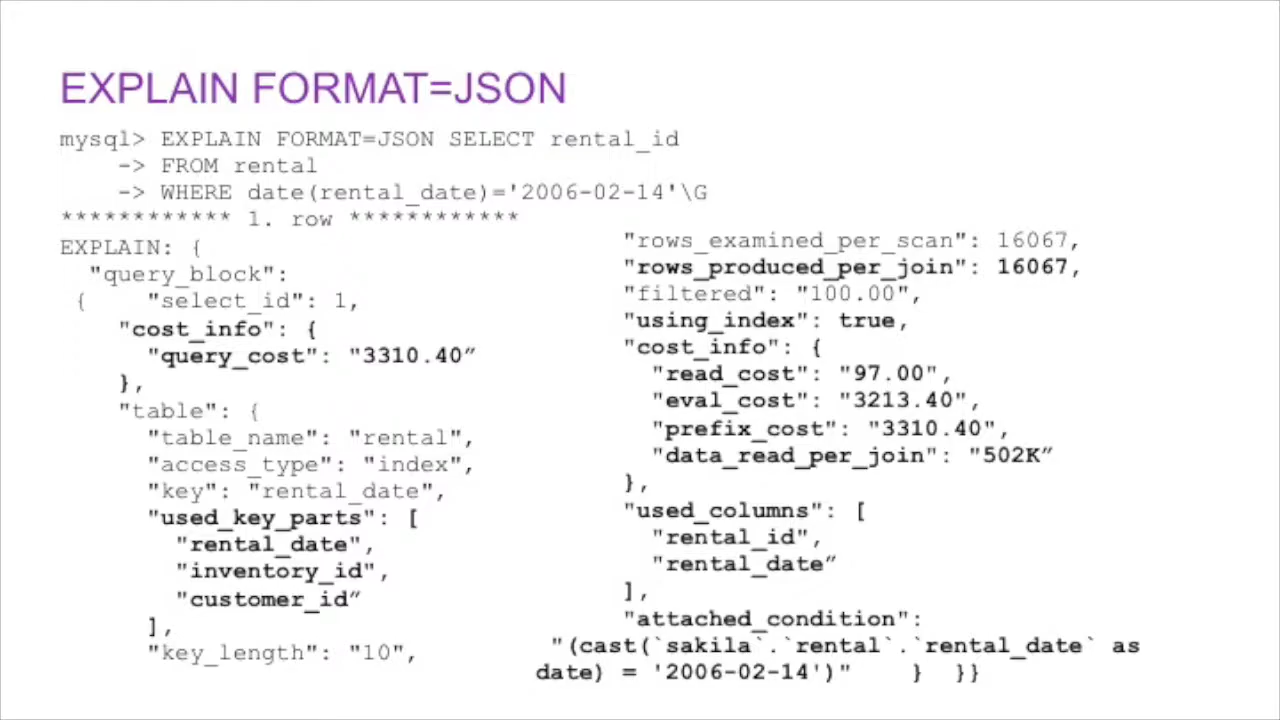 EXPLAIN FORMAT=JSON
mysql> EXPLAIN FORMAT=JSON SELECT rental_id
-> FROM rental
-> WHERE date(rental_date)='2006-02-14'\G
************ 1. row ************
EXPLAIN: {
"query_block":
{ "select_id": 1,
"cost_info": {
"query_cost": "3310.40”
},
"table": {
"table_name": "rental",
"access_type": "index",
"key": "rental_date",
"used_key_parts": [
"rental_date",
"inventory_id",
"customer_id”
],
"key_length": "10",
"rows_examined_per_scan": 16067,
"rows_produced_per_join": 16067,
"filtered": "100.00",
"using_index": true,
"cost_info": {
"read_cost": "97.00",
"eval_cost": "3213.40",
"prefix_cost": "3310.40",
"data_read_per_join": "502K”
},
"used_columns": [
"rental_id",
"rental_date”
],
"attached_condition":
"(cast(`sakila`.`rental`.`rental_date` as
date) = '2006-02-14')" } }}